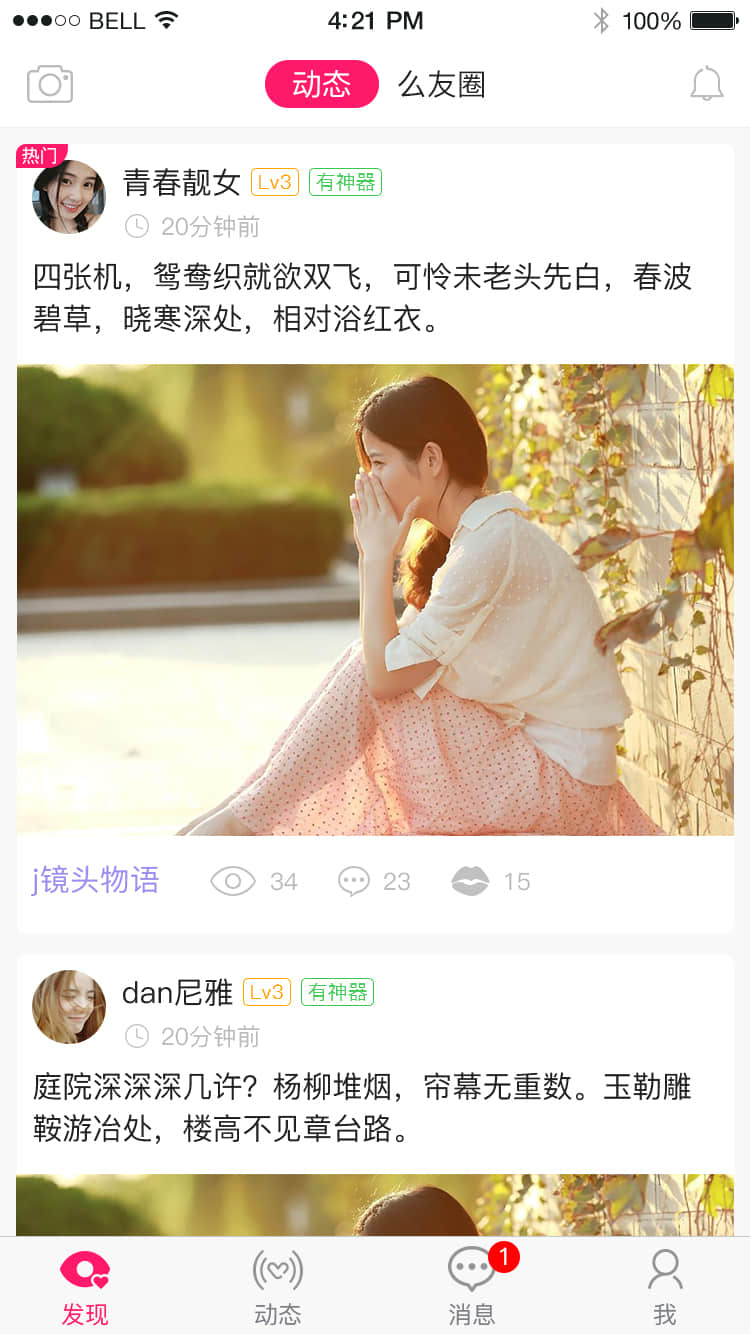 BELL 4:21 PM 100%
动态 么友圈
热门
青春靓女 Lv3 有神器
20分钟前
四张机，鸳鸯织就欲双飞，可怜未老头先白，春波
碧草，晓寒深处，相对浴红衣。
j镜头物语 34 23 15
dan尼雅 Lv3 有神器
20分钟前
庭院深深深几许？杨柳堆烟，帘幕无重数。玉勒雕
鞍游冶处，楼高不见章台路。
1
发现 动态 消息 我